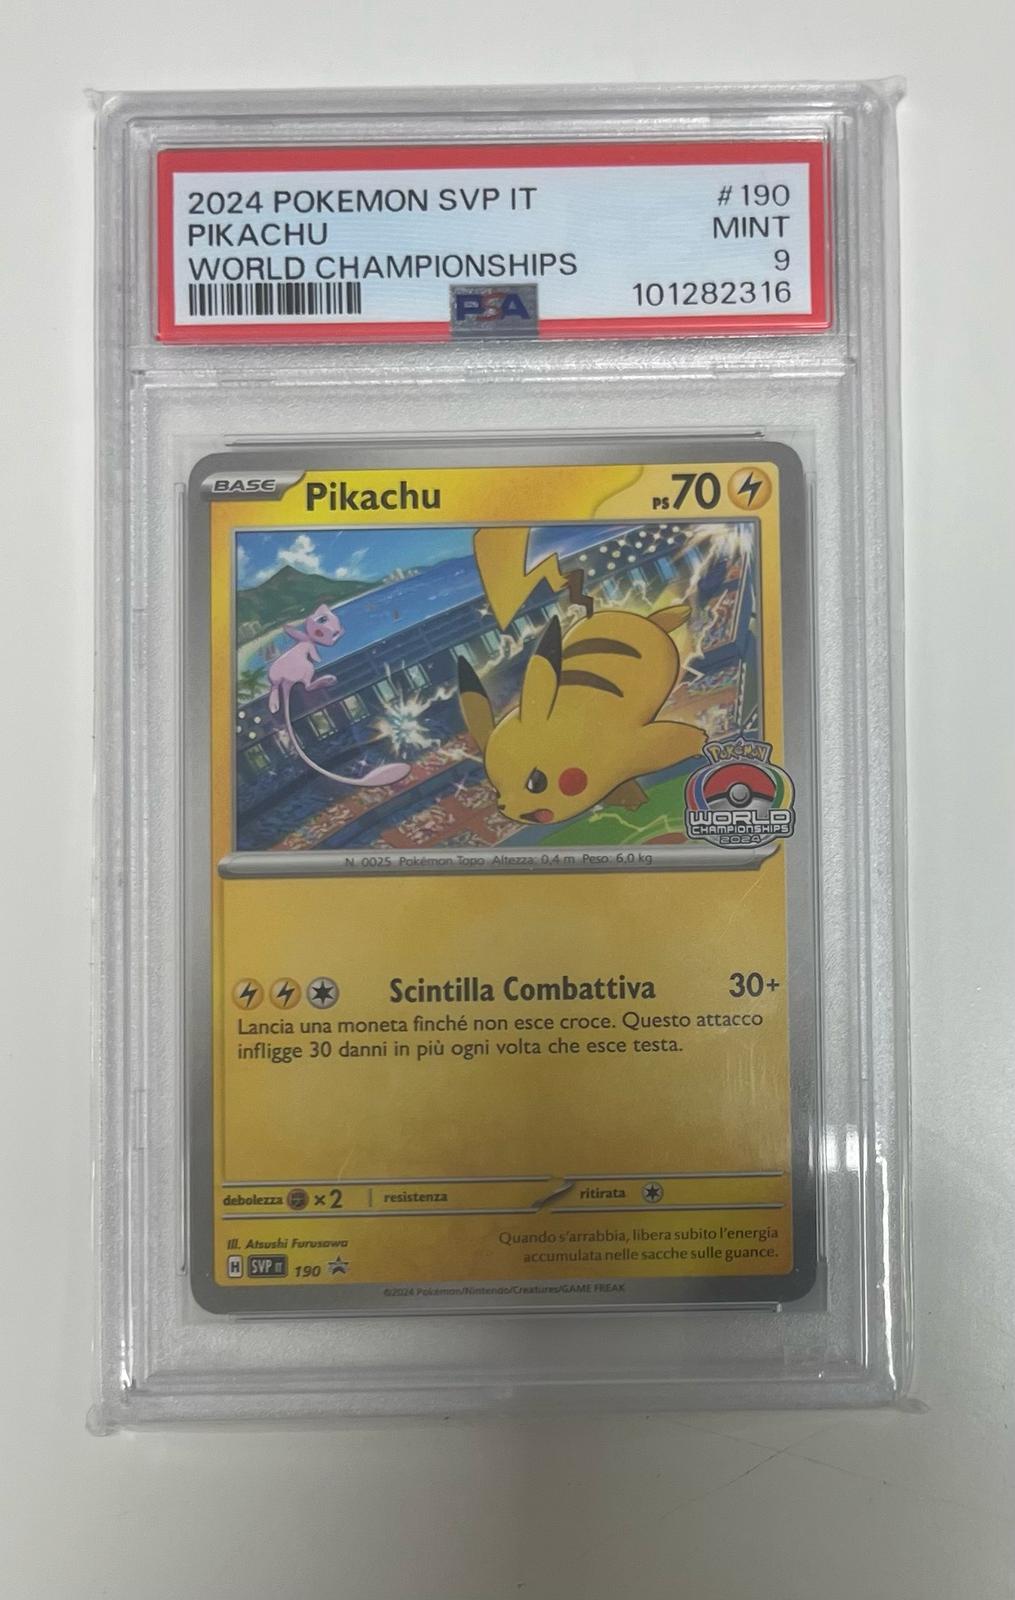 2024 POKEMON SVP IT #190
PIKACHU MINT
WORLD CHAMPIONSHIPS 9
PSA 101282316
BASE Pikachu PS 70
Pokémon
WORLD
CHAMPIONSHIPS
2024
N. 0025 Pokémon Topo Altezza: 0,4 m Peso: 6,0 kg
Scintilla Combattiva 30+
Lancia una moneta finché non esce croce. Questo attacco
infligge 30 danni in più ogni volta che esce testa.
debolezza ×2 resistenza ritirata
Ill. Atsushi Furusawa
Quando s'arrabbia, libera subito l'energia
accumulata nelle sacche sulle guance.
H SVP IT 190
©2024 Pokémon/Nintendo/Creatures/GAME FREAK